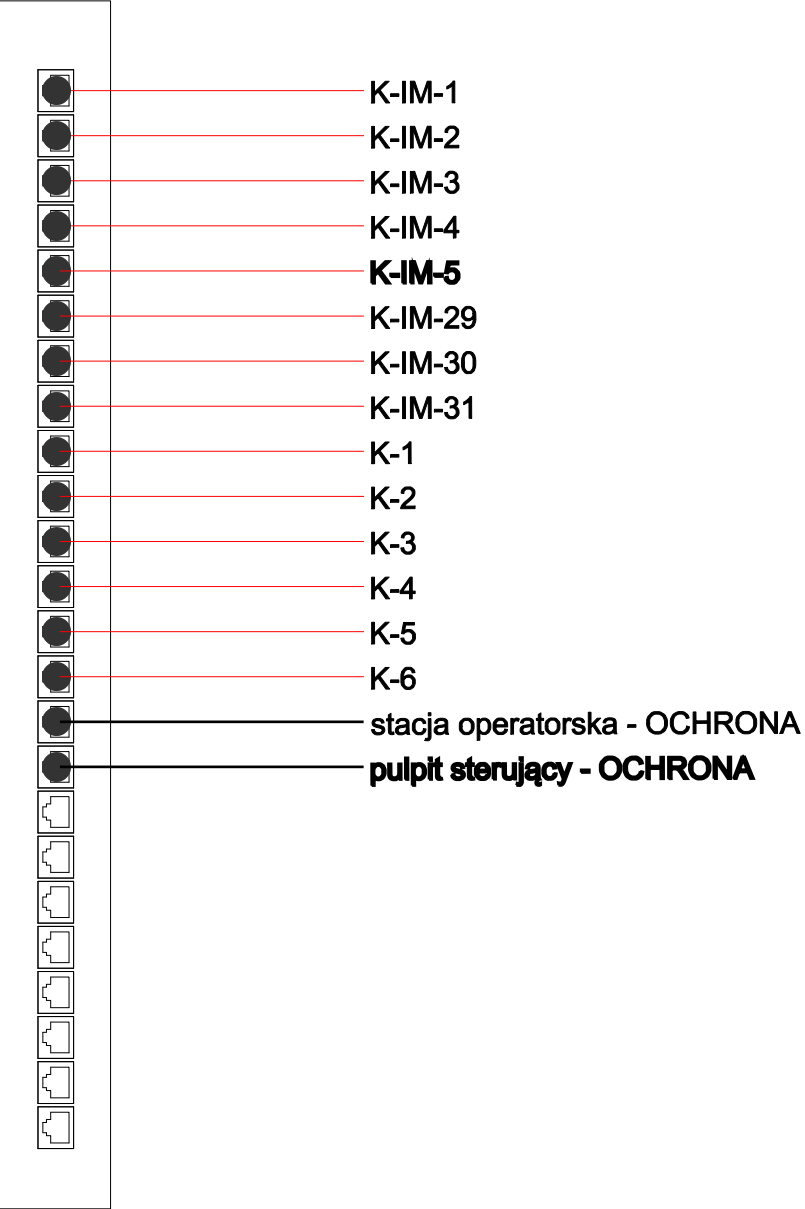 K-IM-1
K-IM-2
K-IM-3
K-IM-4
K-IM-5
K-IM-29
K-IM-30
K-IM-31
K-1
K-2
K-3
K-4
K-5
K-6
stacja operatorska - OCHRONA
pulpit sterujący - OCHRONA